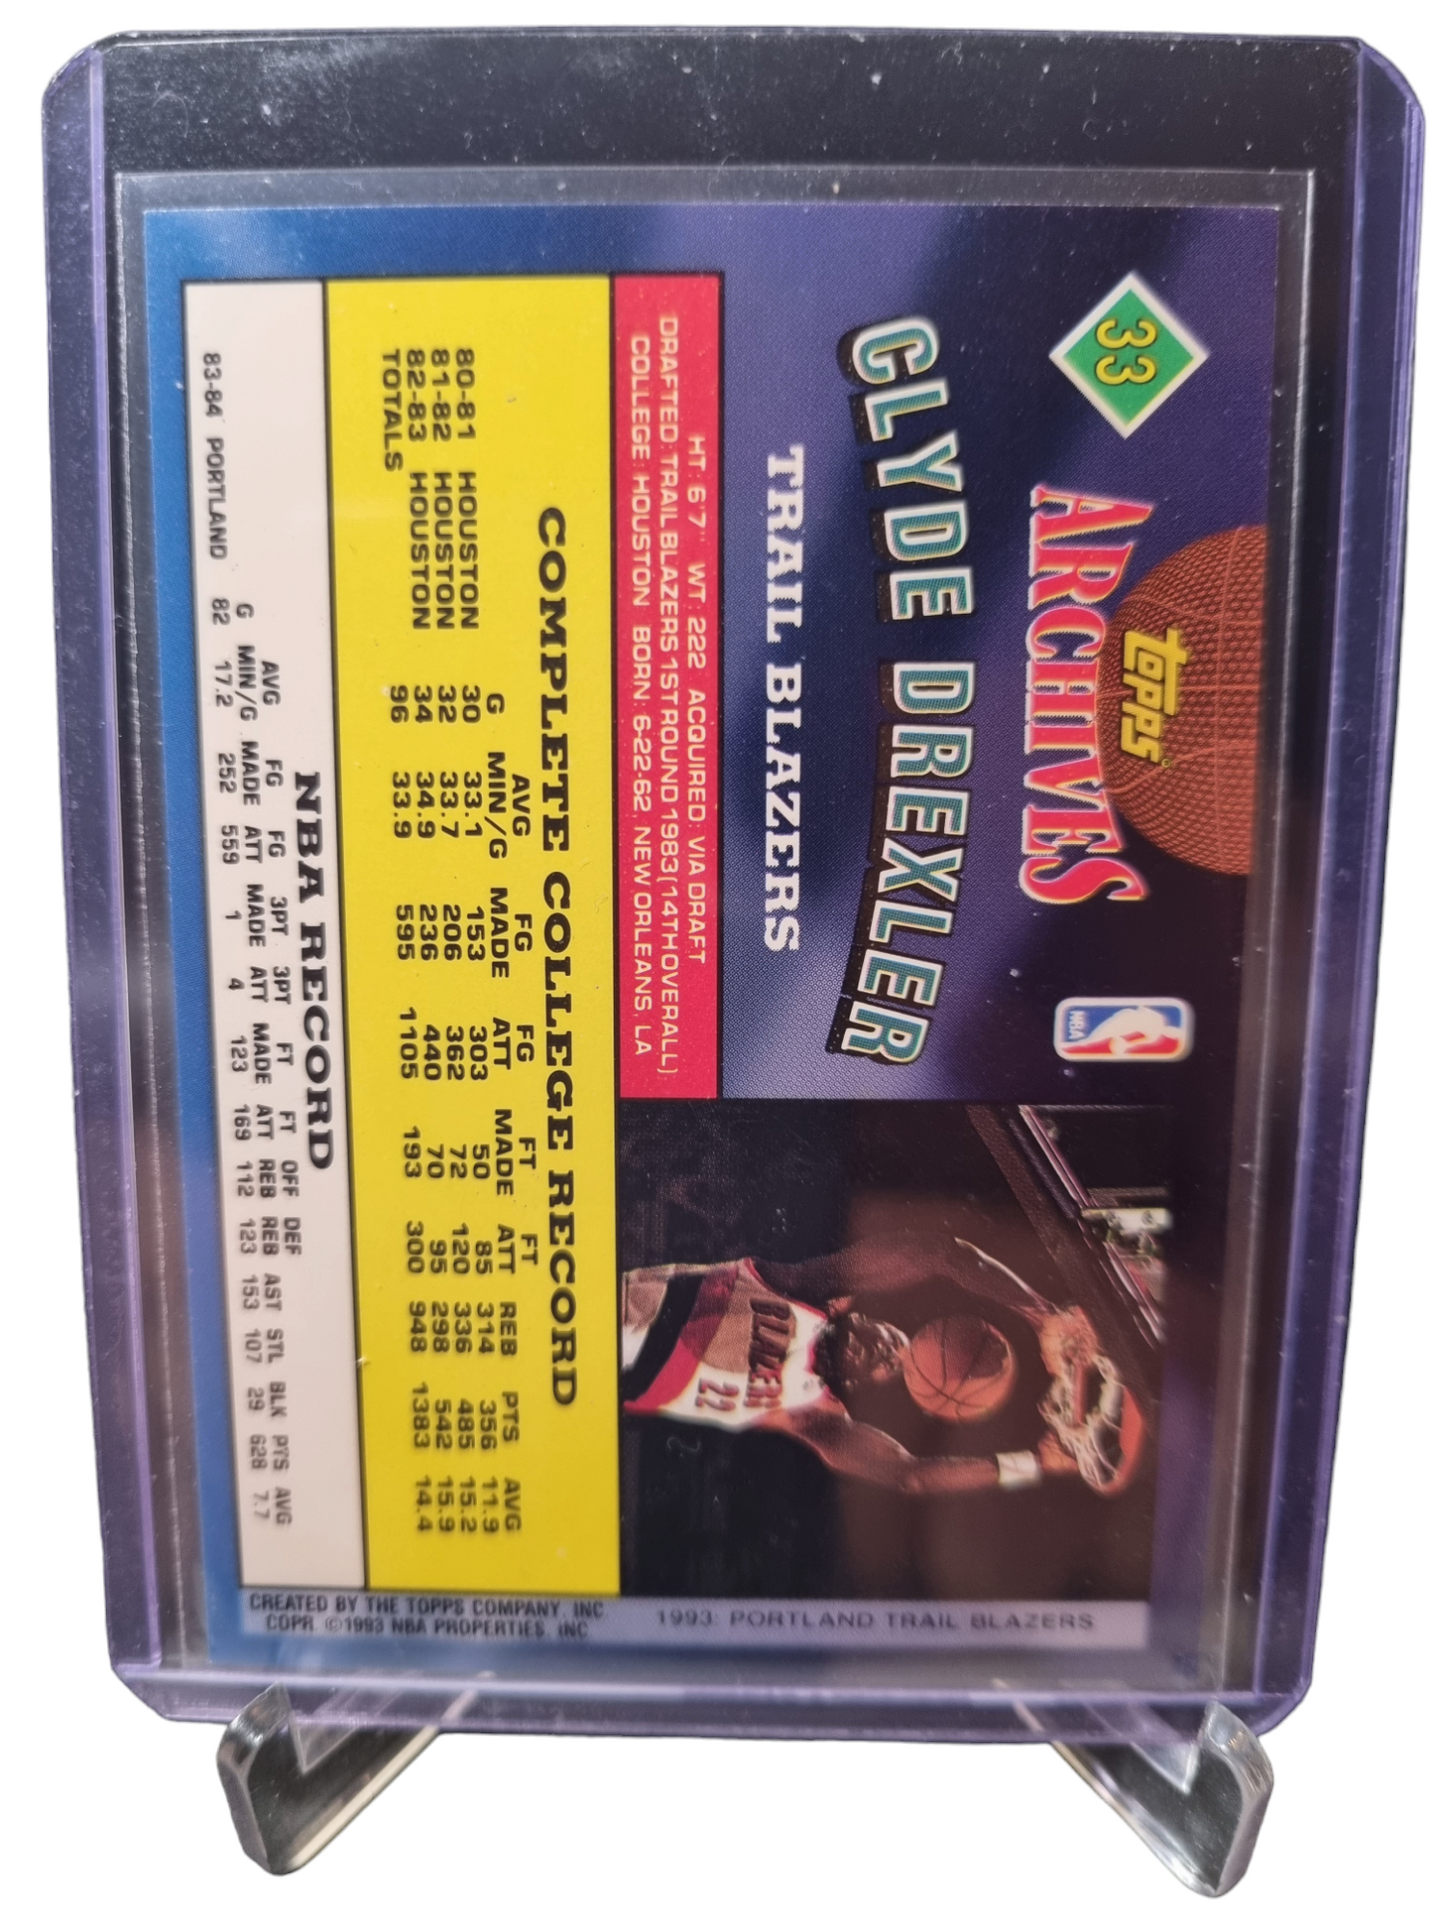 33
topps
ARCHIVES
NBA
CLYDE DREXLER
TRAIL BLAZERS
HT: 6'7" WT: 222 ACQUIRED: VIA DRAFT
DRAFTED: TRAIL BLAZERS 1ST ROUND 1983 (14TH OVERALL)
COLLEGE: HOUSTON BORN: 6-22-62, NEW ORLEANS, LA
BLAZERS
22
COMPLETE COLLEGE RECORD
AVG FG FG FT FT
G MIN/G MADE ATT MADE ATT REB PTS AVG
80-81 HOUSTON 30 33.1 153 303 50 85 314 356 11.9
81-82 HOUSTON 32 33.7 206 362 72 120 336 485 15.2
82-83 HOUSTON 34 34.9 236 440 70 95 298 542 15.9
TOTALS 96 33.9 595 1105 193 300 948 1383 14.4
NBA RECORD
AVG FG FG 3PT 3PT FT FT OFF DEF
G MIN/G MADE ATT MADE ATT MADE ATT REB REB AST STL BLK PTS AVG
83-84 PORTLAND 82 17.2 252 559 1 4 123 169 112 123 153 107 29 628 7.7
1993: PORTLAND TRAIL BLAZERS
CREATED BY THE TOPPS COMPANY, INC.
COPR. ©1993 NBA PROPERTIES, INC.